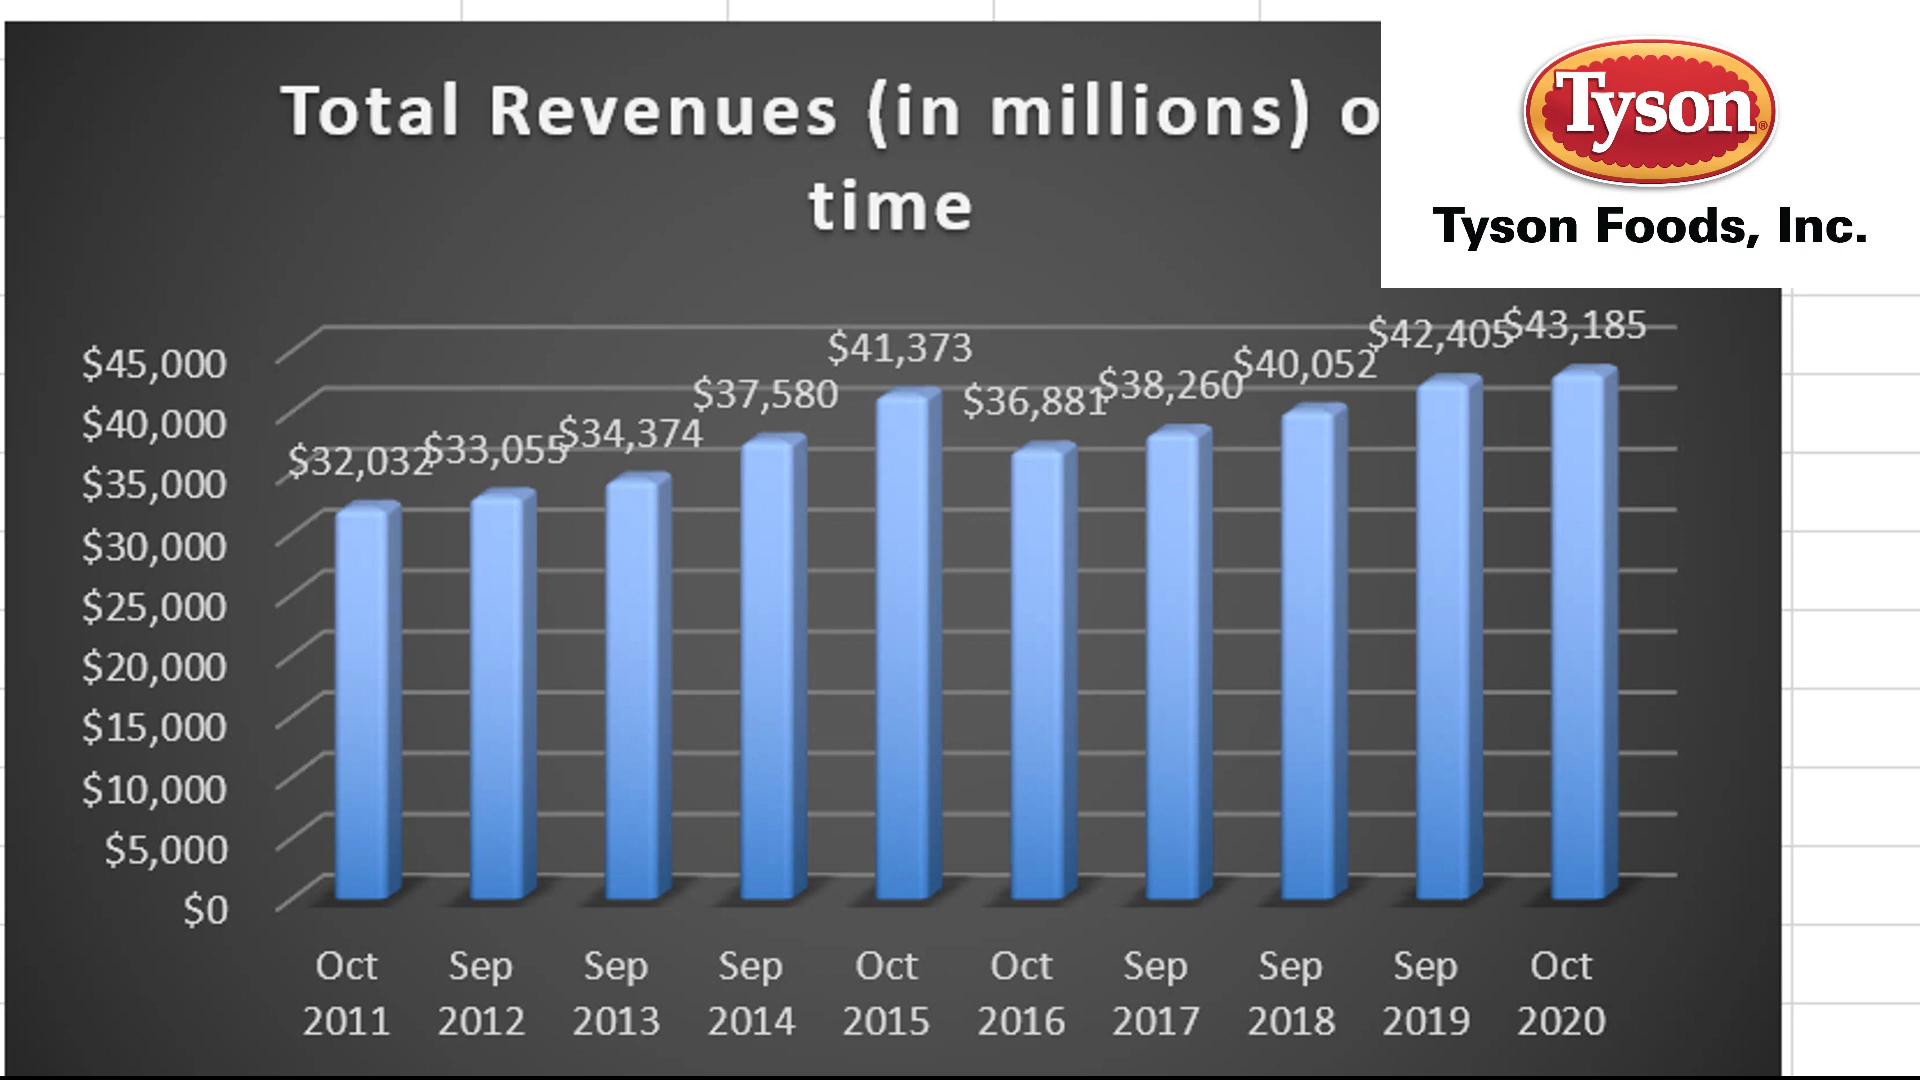 Total Revenues (in millions) o
time
Tyson
Tyson Foods, Inc.
$45,000
$40,000
$35,000
$30,000
$25,000
$20,000
$15,000
$10,000
$5,000
$0
$32,032
$33,055
$34,374
$37,580
$41,373
$36,881
$38,260
$40,052
$42,405
$43,185
Oct 2011
Sep 2012
Sep 2013
Sep 2014
Oct 2015
Oct 2016
Sep 2017
Sep 2018
Sep 2019
Oct 2020